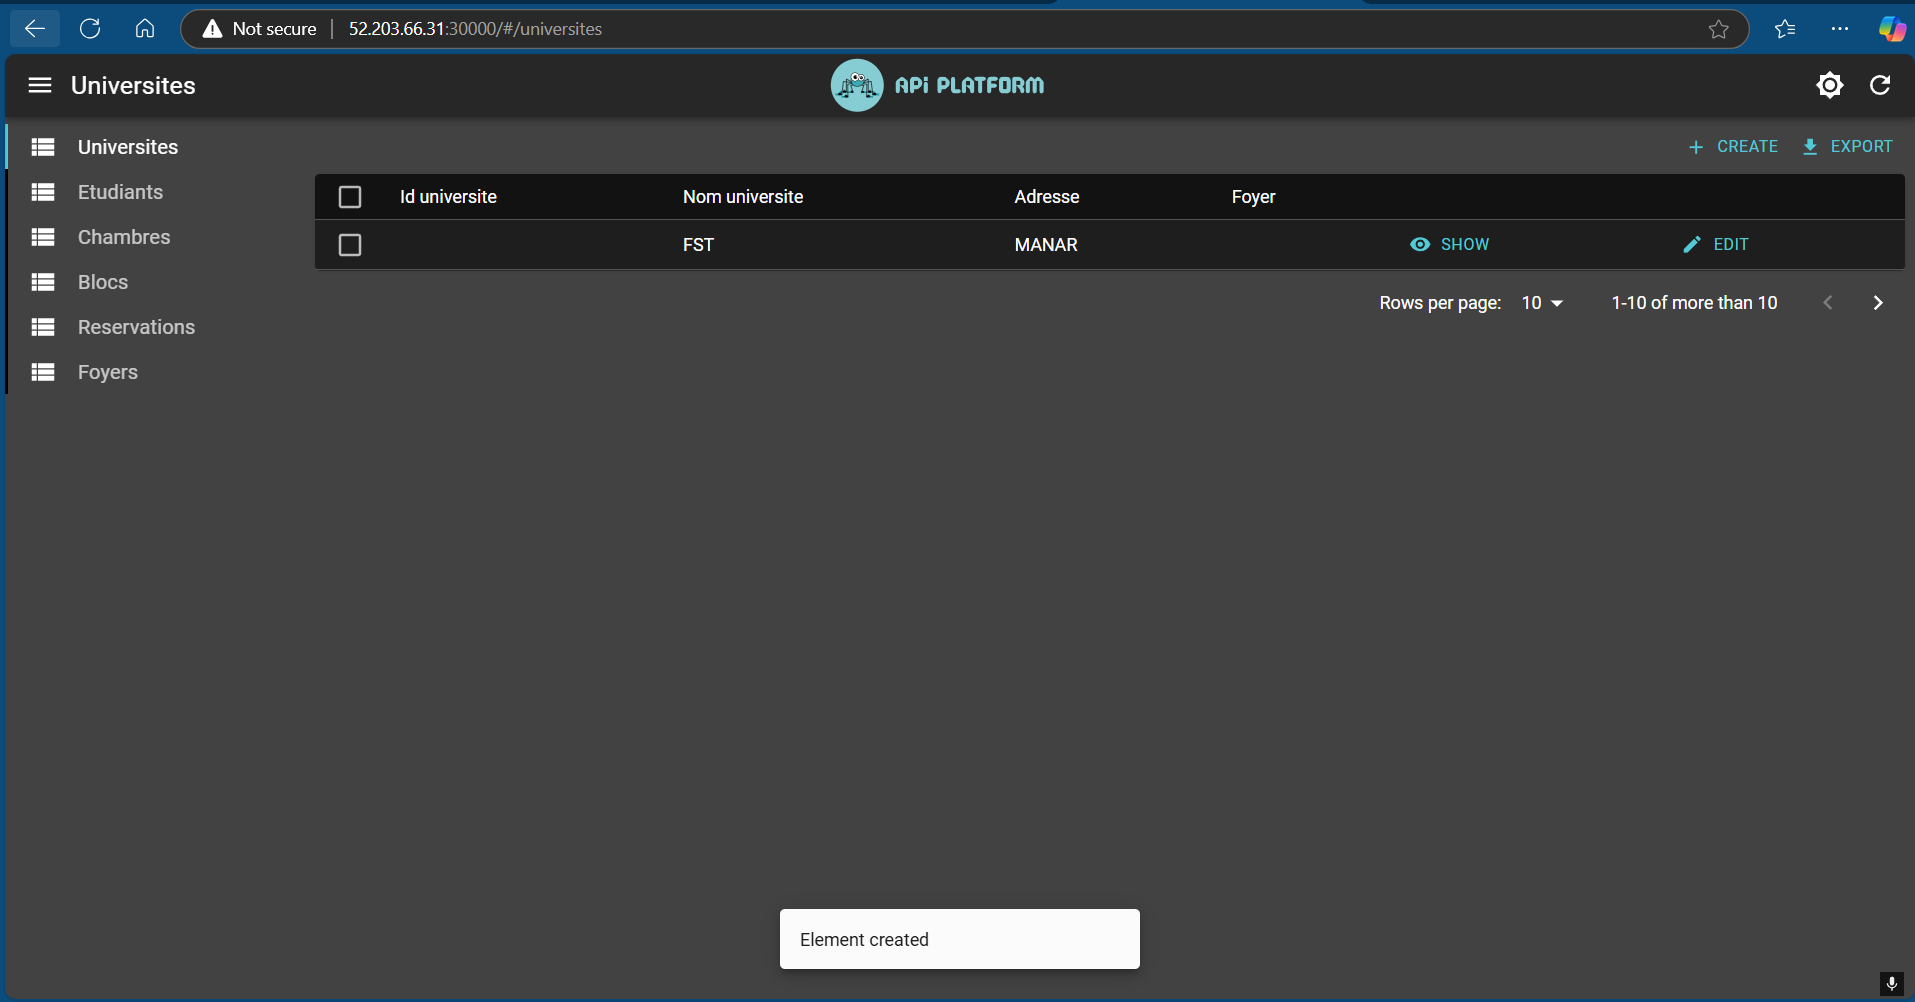 Not secure 52.203.66.31:30000/#/universites
Universites
APi PLATFORM
Universites
Etudiants
Chambres
Blocs
Reservations
Foyers
CREATE EXPORT
Id universite Nom universite Adresse Foyer
FST MANAR SHOW EDIT
Rows per page: 10 1-10 of more than 10
Element created